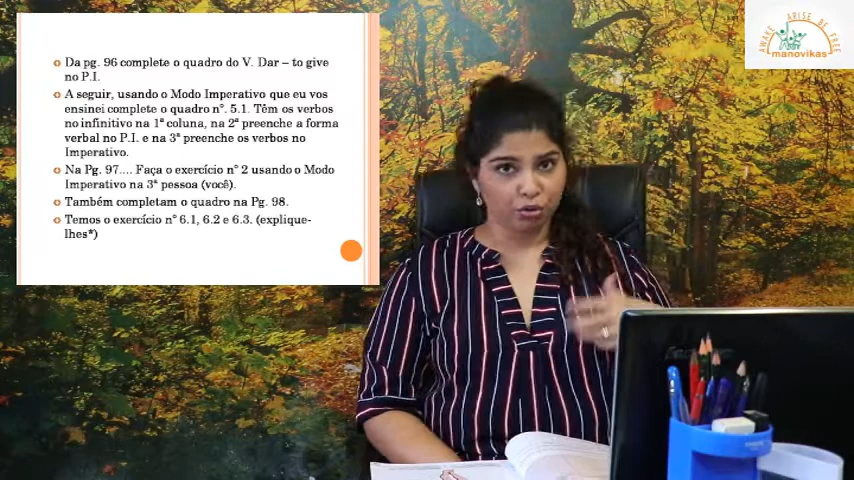 Da pg. 96 complete o quadro do V. Dar – to give
no P.I.
A seguir, usando o Modo Imperativo que eu vos
ensinei complete o quadro nº. 5.1. Têm os verbos
no infinitivo na 1ª coluna, na 2ª preenche a forma
verbal no P.I. e na 3ª preenche os verbos no
Imperativo.
Na Pg. 97.... Faça o exercício nº 2 usando o Modo
Imperativo na 3ª pessoa (você).
Também completam o quadro na Pg. 98.
Temos o exercício nº 6.1, 6.2 e 6.3. (explique-
lhes*)
AWAKE ARISE BE FREE
manovikas